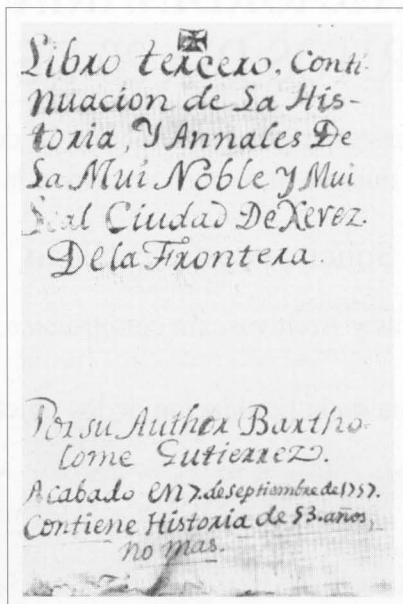 Libro tercero. Conti-
nuacion de La His-
toria, Y Annales De
La Mui Noble Y Mui
Leal Ciudad De Xerez.
De la Frontera.
Por su Author Bartho-
lome Gutierrez.
Acabado en 7. de septiembre de 1757.
Contiene Historia de 53. años,
no mas.